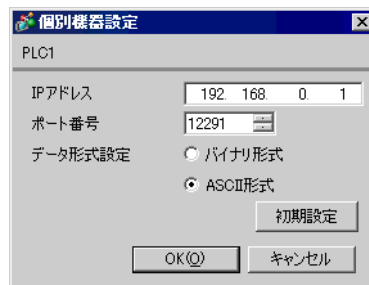 個別機器設定
PLC1
IPアドレス 192. 168. 0. 1
ポート番号 12291
データ形式設定 バイナリ形式
ASCII形式
初期設定
OK(O) キャンセル